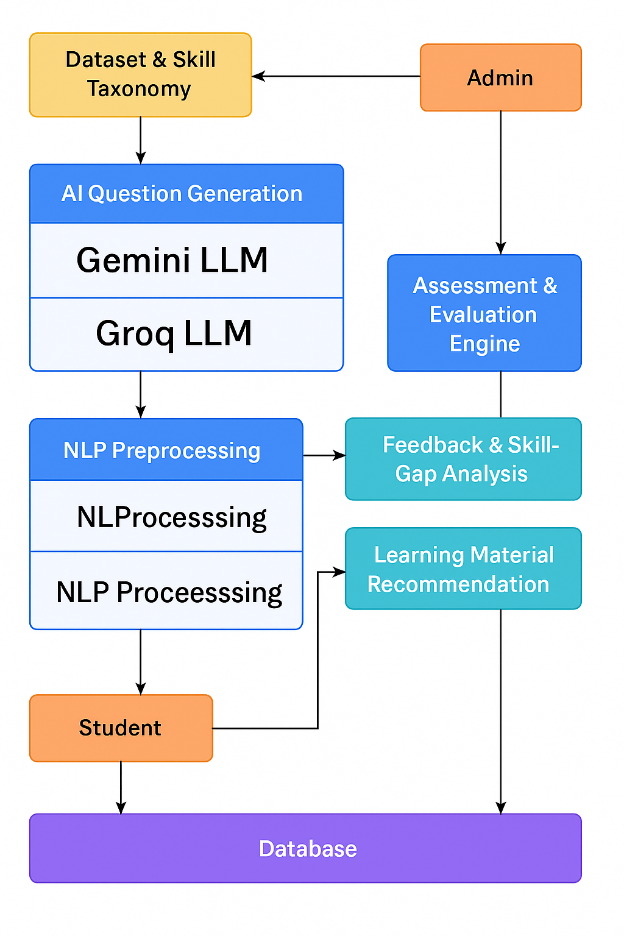 Dataset & Skill
Taxonomy
Admin
AI Question Generation
Gemini LLM
Groq LLM
Assessment &
Evaluation
Engine
NLP Preprocessing
NLProcesssing
NLP Proceesssing
Feedback & Skill-
Gap Analysis
Learning Material
Recommendation
Student
Database